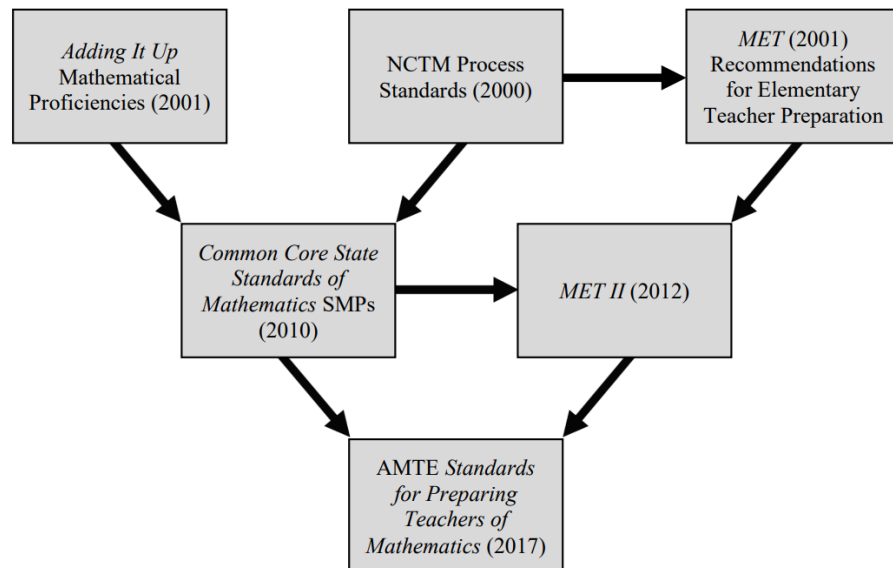 Adding It Up
Mathematical
Proficiencies (2001)
NCTM Process
Standards (2000)
MET (2001)
Recommendations
for Elementary
Teacher Preparation
Common Core State
Standards of
Mathematics SMPs
(2010)
MET II (2012)
AMTE Standards
for Preparing
Teachers of
Mathematics (2017)